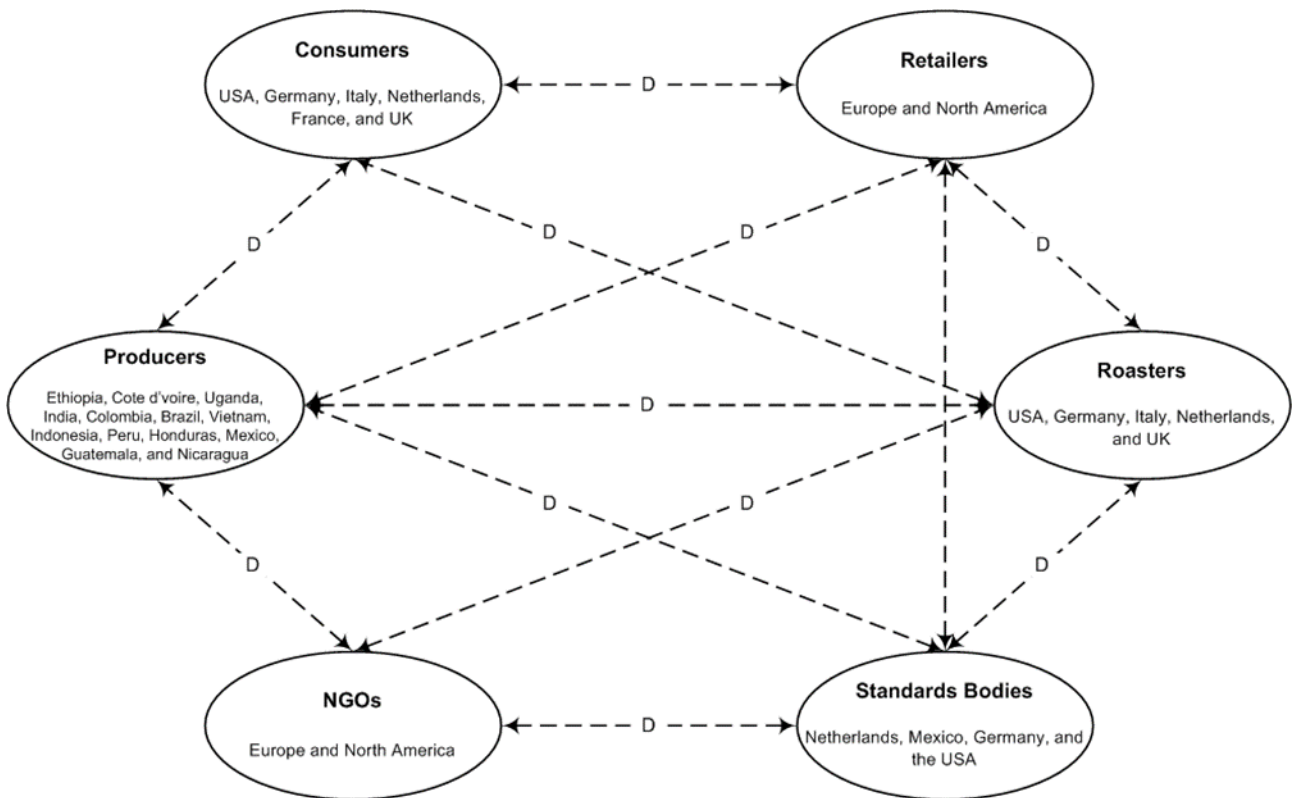 Consumers
USA, Germany, Italy, Netherlands,
France, and UK
D
Retailers
Europe and North America
D
D
D
D
Producers
Ethiopia, Cote d'voire, Uganda,
India, Colombia, Brazil, Vietnam,
Indonesia, Peru, Honduras, Mexico,
Guatemala, and Nicaragua
D
Roasters
USA, Germany, Italy, Netherlands,
and UK
D
D
D
D
NGOs
Europe and North America
D
Standards Bodies
Netherlands, Mexico, Germany, and
the USA